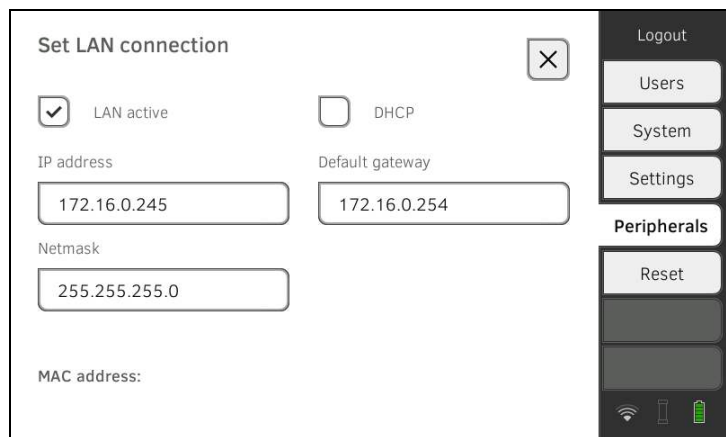 Set LAN connection
LAN active
DHCP
IP address
Default gateway
172.16.0.245
172.16.0.254
Netmask
255.255.255.0
MAC address:
Logout
Users
System
Settings
Peripherals
Reset